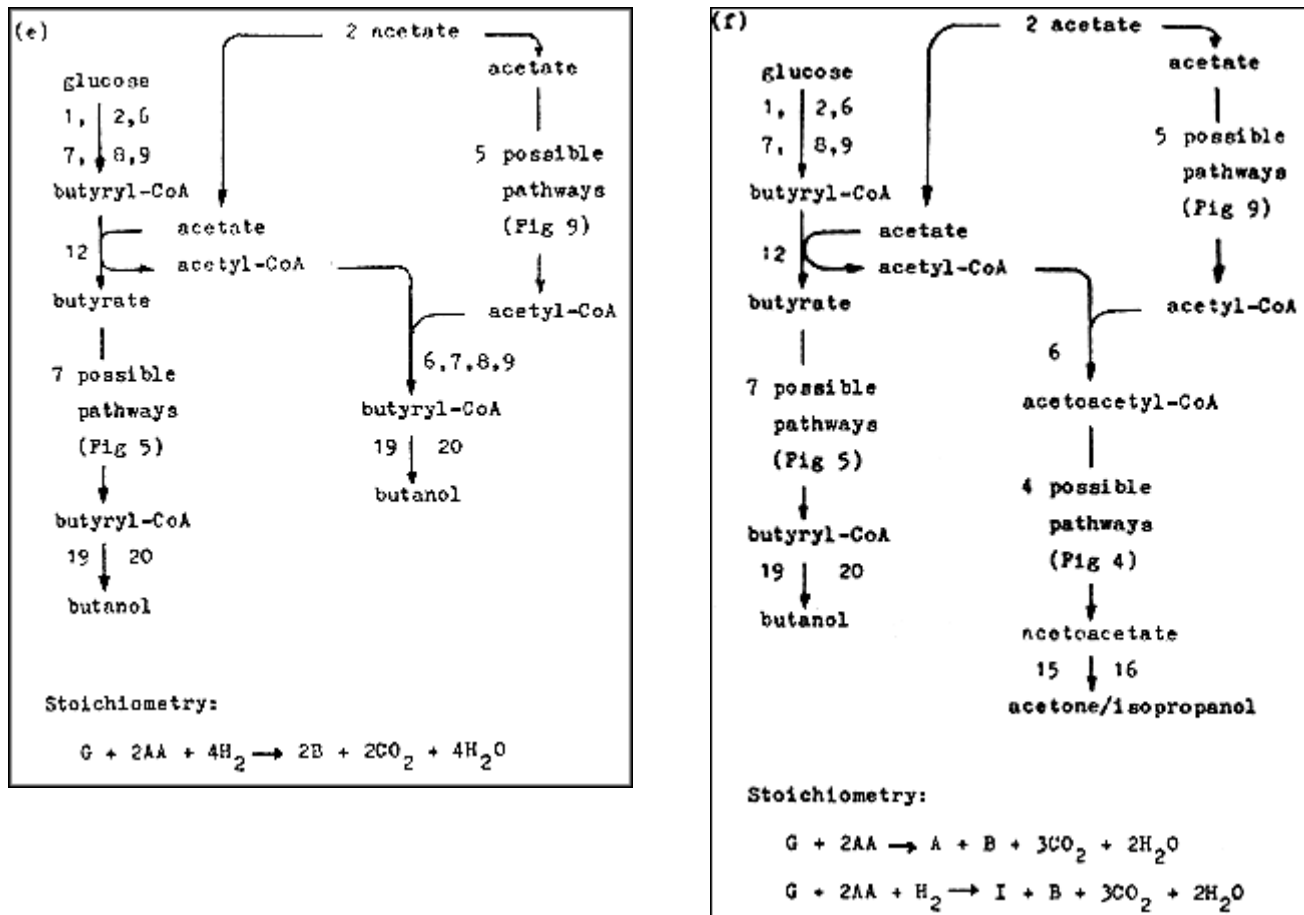 (e)
2 acetate
acetate
glucose
1, 2,6
7, 8,9
5 possible
pathways
(Fig 9)
butyryl-CoA
acetate
12
acetyl-CoA
butyrate
acetyl-CoA
6,7,8,9
7 possible
pathways
(Fig 5)
butyryl-CoA
19 20
butanol
butyryl-CoA
19 20
butanol
Stoichiometry:
G + 2AA + 4H2 → 2B + 2CO2 + 4H2O
(f)
2 acetate
acetate
glucose
1, 2,6
7, 8,9
5 possible
pathways
(Fig 9)
butyryl-CoA
acetate
12
acetyl-CoA
butyrate
acetyl-CoA
6
7 possible
pathways
(Fig 5)
acetoacetyl-CoA
4 possible
pathways
(Fig 4)
butyryl-CoA
19 20
butanol
acetoacetate
15 16
acetone/isopropanol
Stoichiometry:
G + 2AA → A + B + 3CO2 + 2H2O
G + 2AA + H2 → I + B + 3CO2 + 2H2O